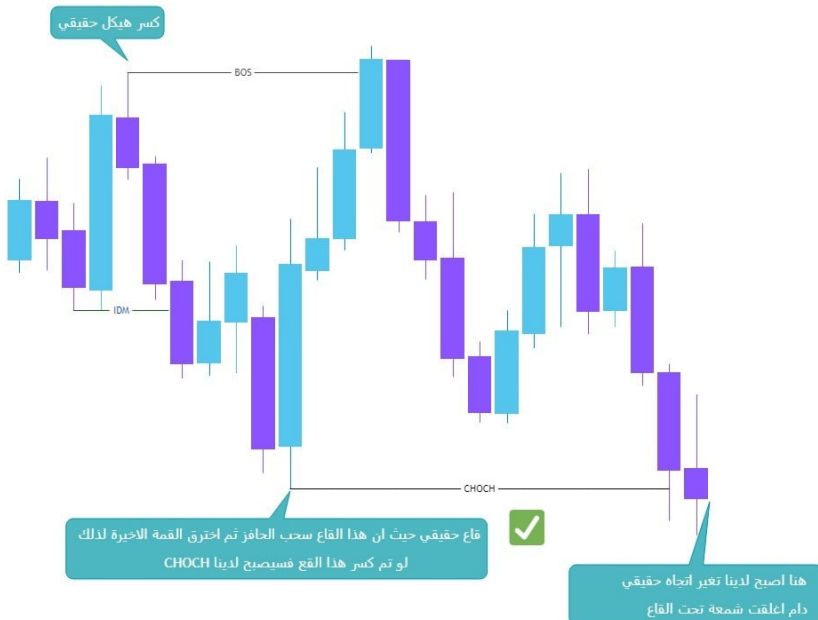 كسر هيكل حقيقي
BOS
IDM
CHOCH
قاع حقيقي حيث ان هذا القاع سحب الحافز ثم اخترق القمة الاخيرة لذلك
لو تم كسر هذا القع فسيصبح لدينا CHOCH
هنا اصبح لدينا تغير اتجاه حقيقي
دام اغلقت شمعة تحت القاع